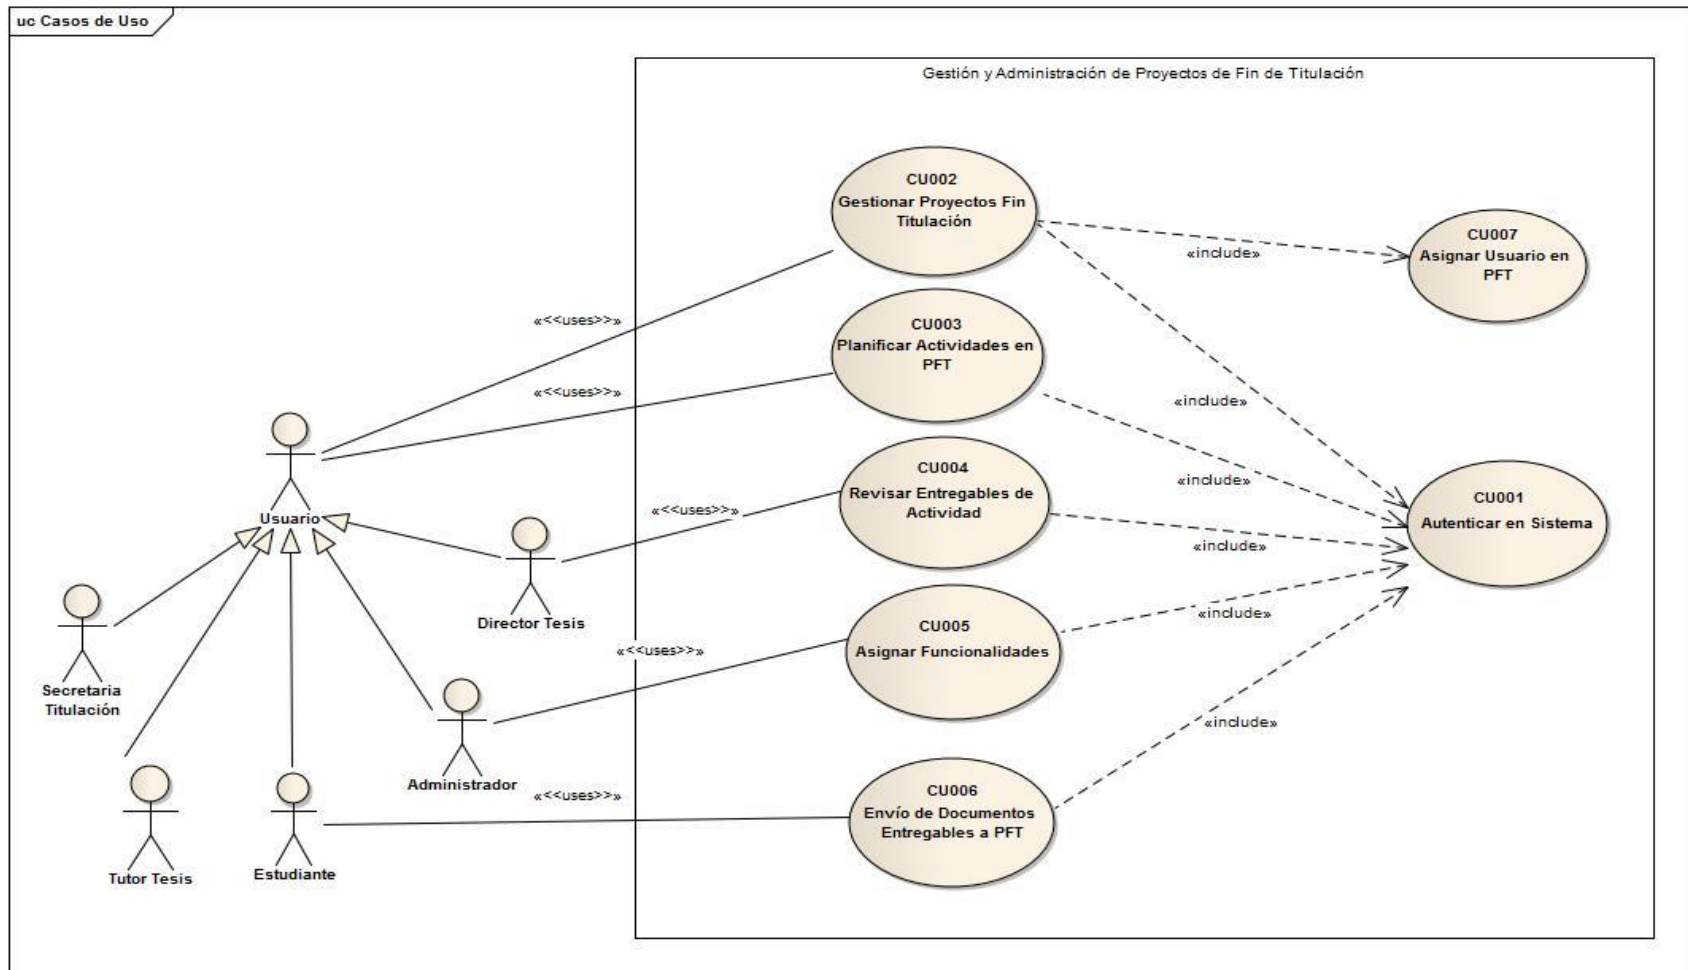 uc Casos de Uso
Gestión y Administración de Proyectos de Fin de Titulación
CU002
Gestionar Proyectos Fin
Titulación
CU007
Asignar Usuario en
PFT
«include»
«<<uses>>»
CU003
Planificar Actividades en
PFT
«<<uses>>»
«include»
CU004
Revisar Entregables de
Actividad
«include»
CU001
Autenticar en Sistema
«<<uses>>»
Usuario
«include»
Director Tesis
CU005
Asignar Funcionalidades
«include»
«<<uses>>»
Secretaria
Titulación
«include»
Administrador
«<<uses>>»
CU006
Envío de Documentos
Entregables a PFT
Tutor Tesis
Estudiante